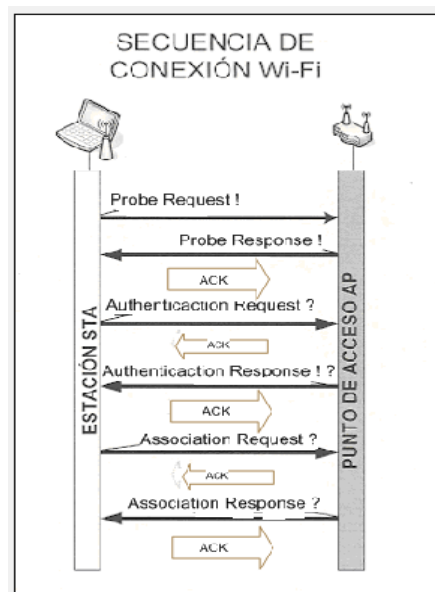 SECUENCIA DE
CONEXIÓN Wi-Fi
Probe Request !
Probe Response !
ACK
Authenticaction Request ?
ACK
Authenticaction Response ! ?
ACK
Association Request ?
ACK
Association Response ?
ACK
ESTACIÓN STA
PUNTO DE ACCESO AP